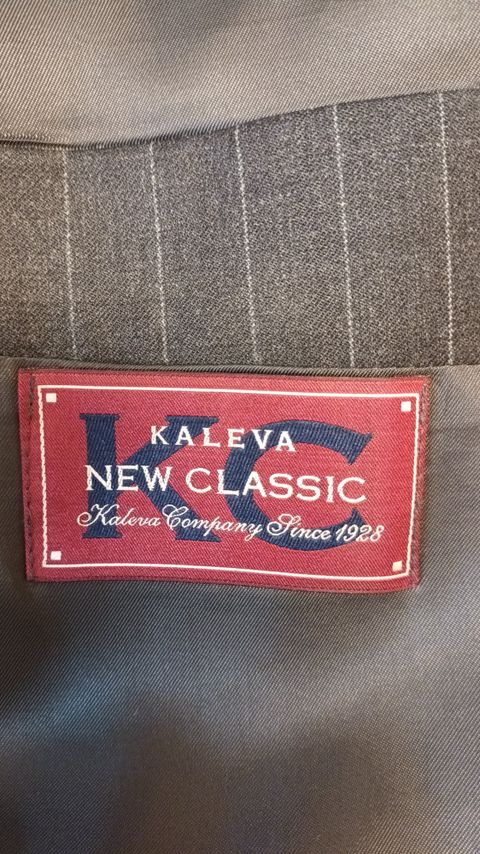 KC
KALEVA
NEW CLASSIC
Kaleva Company Since 1928